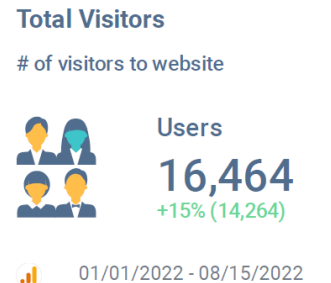 Total Visitors
# of visitors to website
Users
16,464
+15% (14,264)
01/01/2022 - 08/15/2022